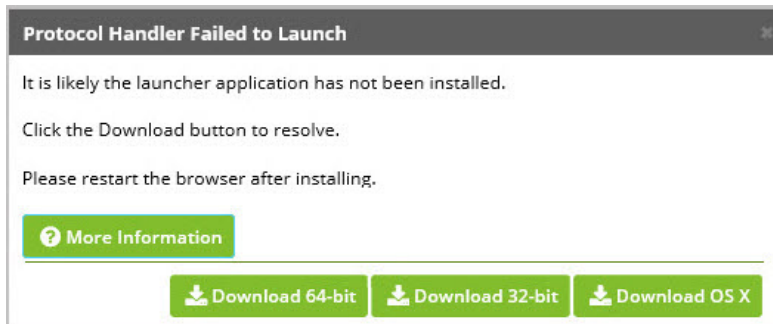 Protocol Handler Failed to Launch
It is likely the launcher application has not been installed.
Click the Download button to resolve.
Please restart the browser after installing.
More Information
Download 64-bit Download 32-bit Download OS X